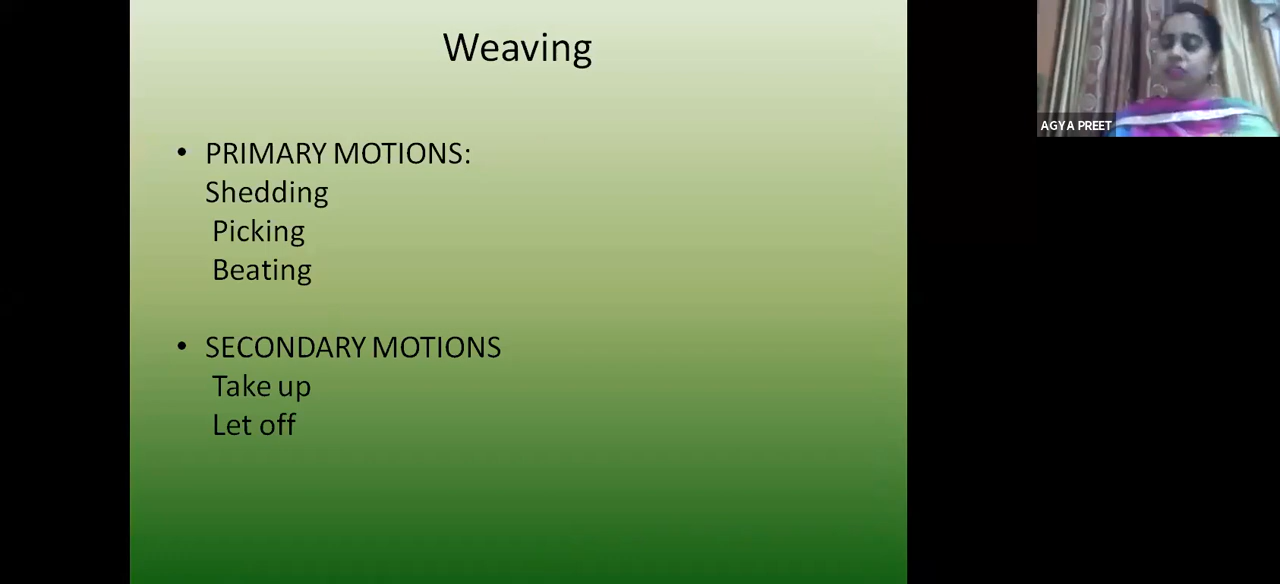 Weaving
• PRIMARY MOTIONS:
Shedding
Picking
Beating
• SECONDARY MOTIONS
Take up
Let off
AGYA PREET